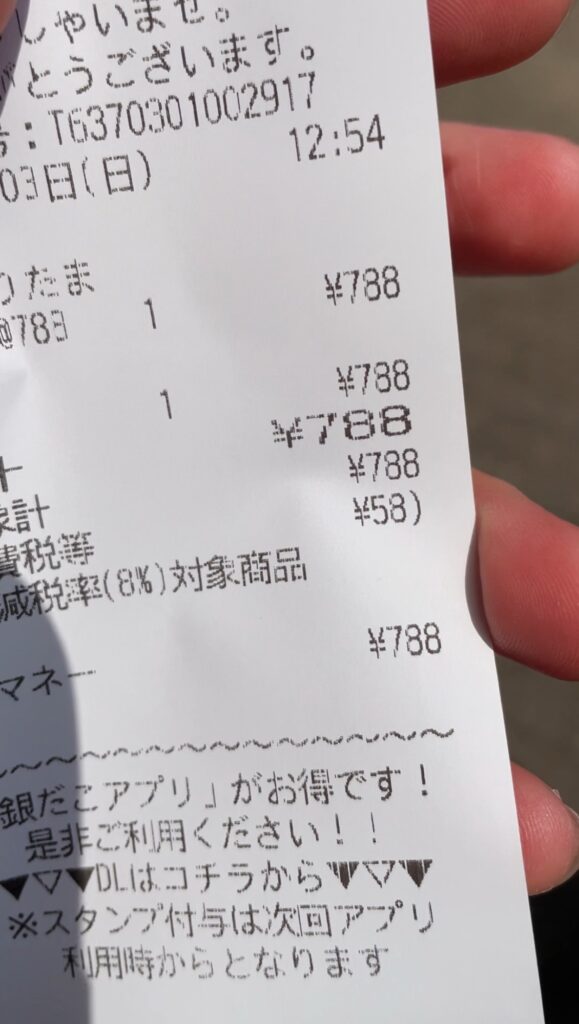 しゃいませ。
とうございます。
号：T6370301002917
03日(日) 12:54
りたま
@788 1 ¥788
1 ¥788
¥788
計 ¥788
象計 ¥58)
費税等
減税率(8%)対象商品
マネー ¥788
銀だこアプリ」がお得です！
是非ご利用ください！！
▼▽▼DLはコチラから▼▽▼
※スタンプ付与は次回アプリ
利用時からとなります